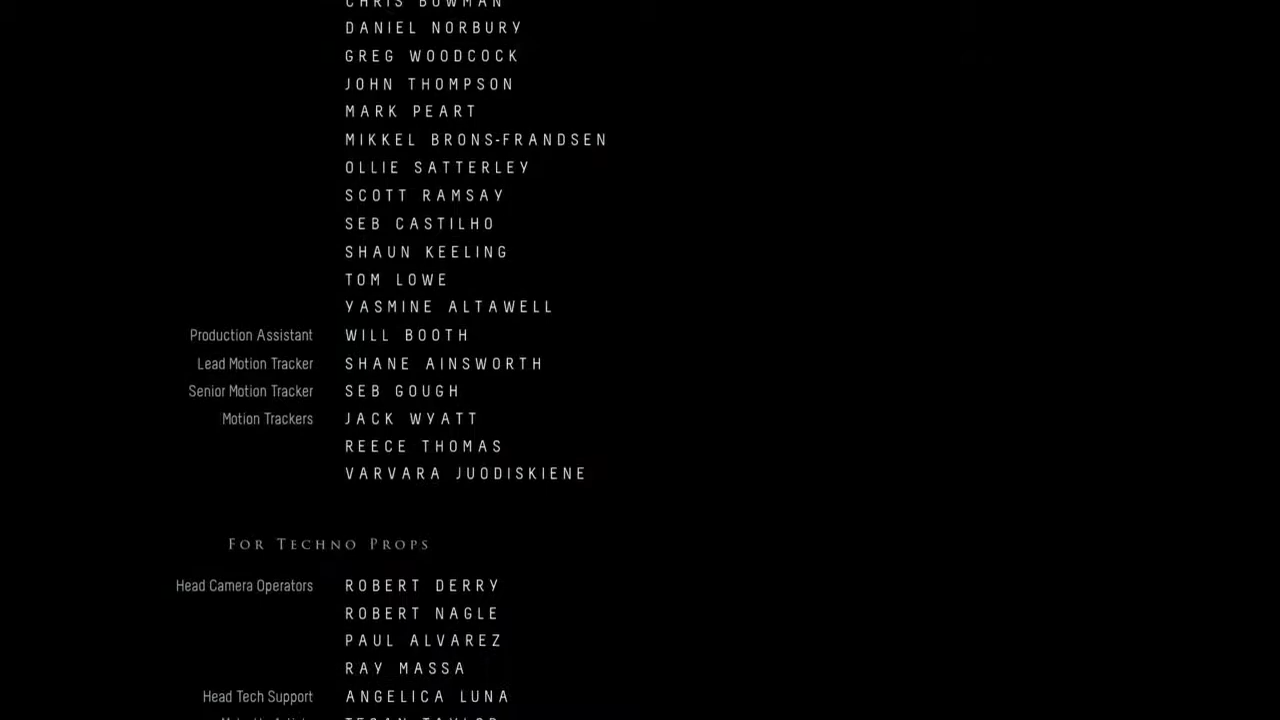 CHRIS BOWMAN
DANIEL NORBURY
GREG WOODCOCK
JOHN THOMPSON
MARK PEART
MIKKEL BRONS-FRANDSEN
OLLIE SATTERLEY
SCOTT RAMSAY
SEB CASTILHO
SHAUN KEELING
TOM LOWE
YASMINE ALTAWELL
Production Assistant WILL BOOTH
Lead Motion Tracker SHANE AINSWORTH
Senior Motion Tracker SEB GOUGH
Motion Trackers JACK WYATT
REECE THOMAS
VARVARA JUODISKIENE
FOR TECHNO PROPS
Head Camera Operators ROBERT DERRY
ROBERT NAGLE
PAUL ALVAREZ
RAY MASSA
Head Tech Support ANGELICA LUNA